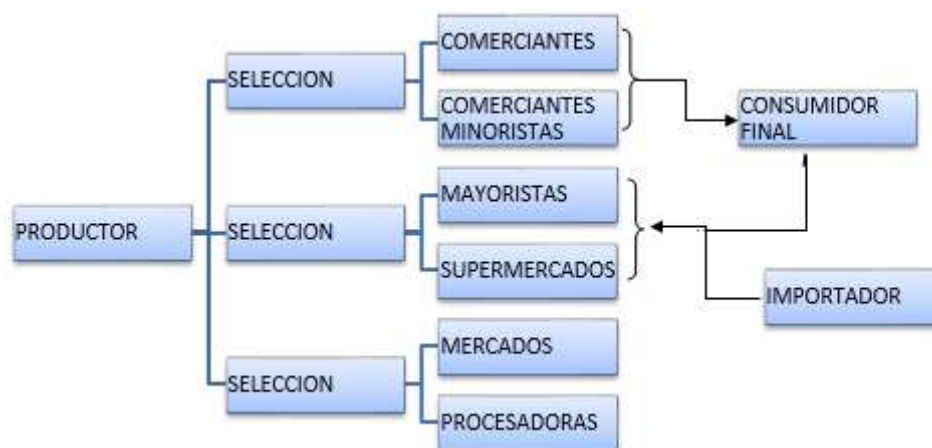 PRODUCTOR
SELECCION
COMERCIANTES
COMERCIANTES
MINORISTAS
SELECCION
MAYORISTAS
SUPERMERCADOS
SELECCION
MERCADOS
PROCESADORAS
CONSUMIDOR
FINAL
IMPORTADOR